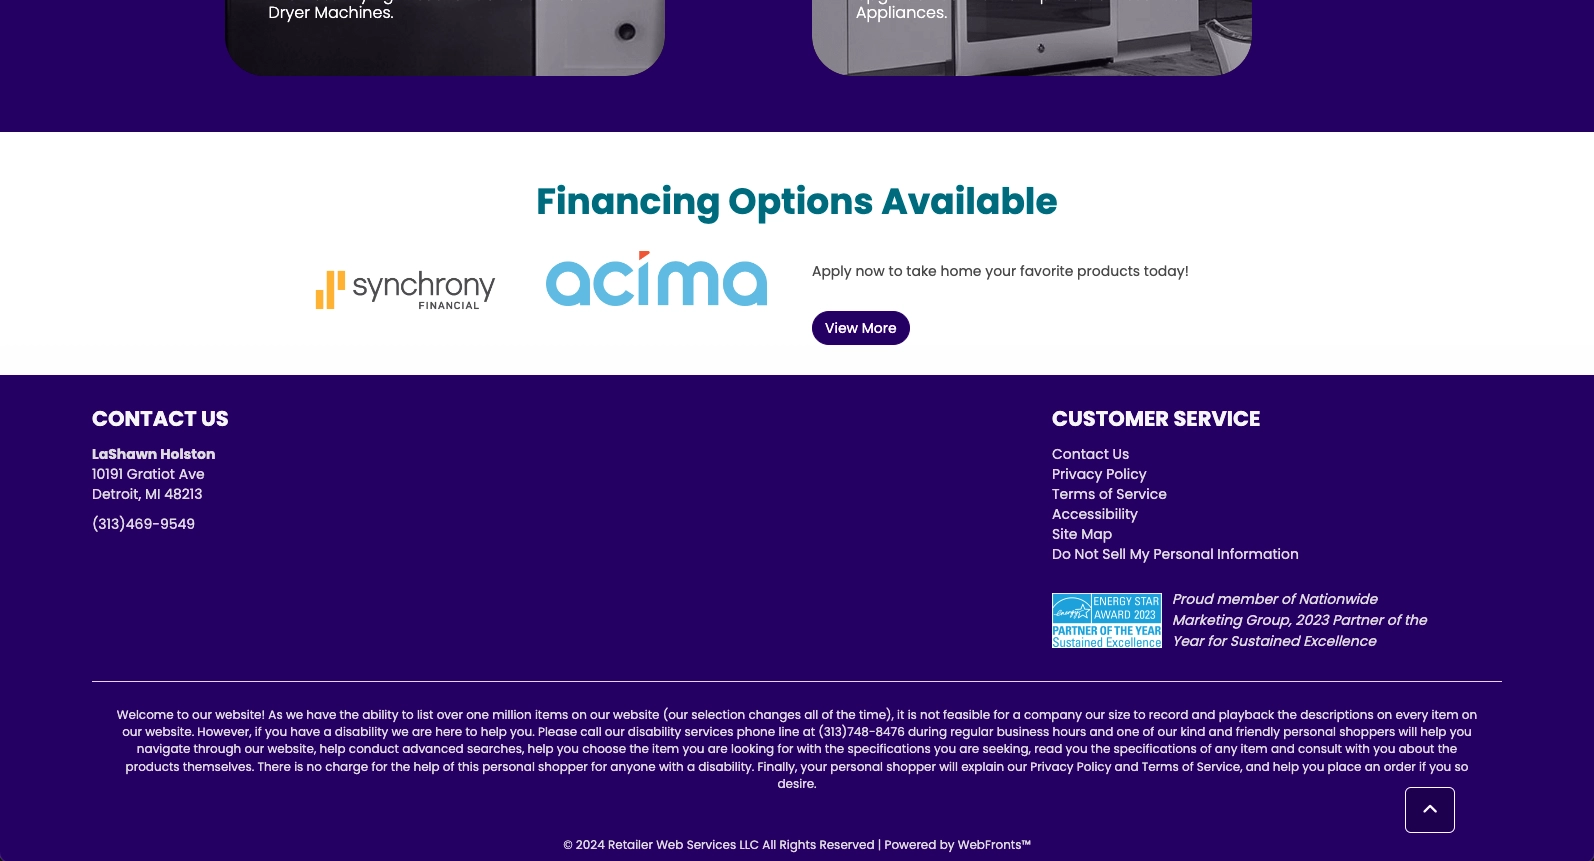 Dryer Machines.
Appliances.
Financing Options Available
synchrony
FINANCIAL
acima
Apply now to take home your favorite products today!
View More
CONTACT US
LaShawn Holston
10191 Gratiot Ave
Detroit, MI 48213
(313)469-9549
CUSTOMER SERVICE
Contact Us
Privacy Policy
Terms of Service
Accessibility
Site Map
Do Not Sell My Personal Information
ENERGY STAR
AWARD 2023
PARTNER OF THE YEAR
Sustained Excellence
Proud member of Nationwide
Marketing Group, 2023 Partner of the
Year for Sustained Excellence
Welcome to our website! As we have the ability to list over one million items on our website (our selection changes all of the time), it is not feasible for a company our size to record and playback the descriptions on every item on
our website. However, if you have a disability we are here to help you. Please call our disability services phone line at (313)748-8476 during regular business hours and one of our kind and friendly personal shoppers will help you
navigate through our website, help conduct advanced searches, help you choose the item you are looking for with the specifications you are seeking, read you the specifications of any item and consult with you about the
products themselves. There is no charge for the help of this personal shopper for anyone with a disability. Finally, your personal shopper will explain our Privacy Policy and Terms of Service, and help you place an order if you so
desire.
© 2024 Retailer Web Services LLC All Rights Reserved | Powered by WebFronts™